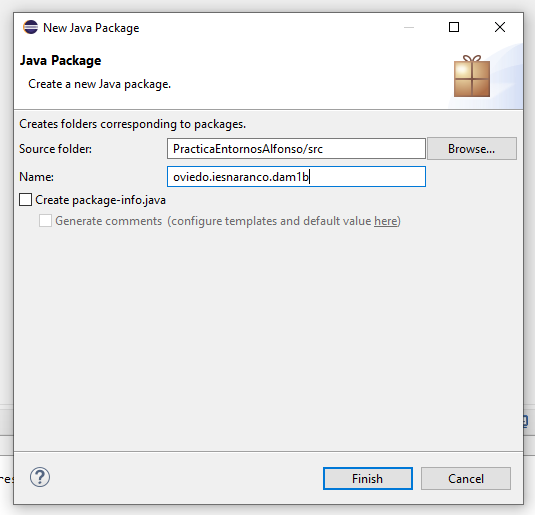 New Java Package
Java Package
Create a new Java package.
Creates folders corresponding to packages.
Source folder: PracticaEntornosAlfonso/src Browse...
Name: oviedo.iesnaranco.dam1b
Create package-info.java
Generate comments (configure templates and default value here)
? Finish Cancel